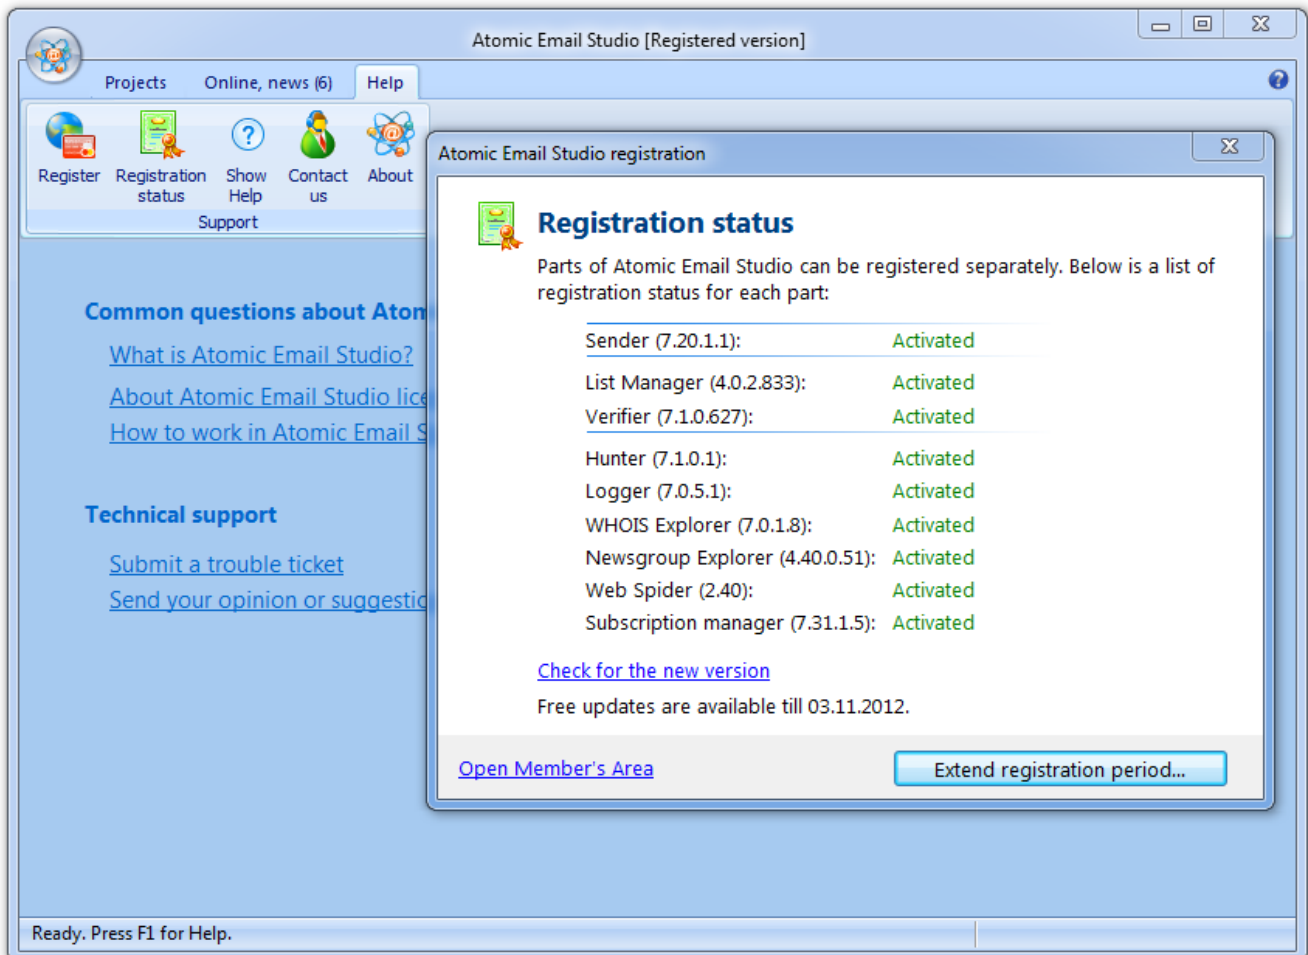 Atomic Email Studio [Registered version]
Projects Online, news (6) Help
Register Registration status Show Help Contact us About
Support
Common questions about Atom
What is Atomic Email Studio?
About Atomic Email Studio lice
How to work in Atomic Email S
Technical support
Submit a trouble ticket
Send your opinion or suggestic
Atomic Email Studio registration
Registration status
Parts of Atomic Email Studio can be registered separately. Below is a list of
registration status for each part:
Sender (7.20.1.1): Activated
List Manager (4.0.2.833): Activated
Verifier (7.1.0.627): Activated
Hunter (7.1.0.1): Activated
Logger (7.0.5.1): Activated
WHOIS Explorer (7.0.1.8): Activated
Newsgroup Explorer (4.40.0.51): Activated
Web Spider (2.40): Activated
Subscription manager (7.31.1.5): Activated
Check for the new version
Free updates are available till 03.11.2012.
Open Member's Area Extend registration period...
Ready. Press F1 for Help.